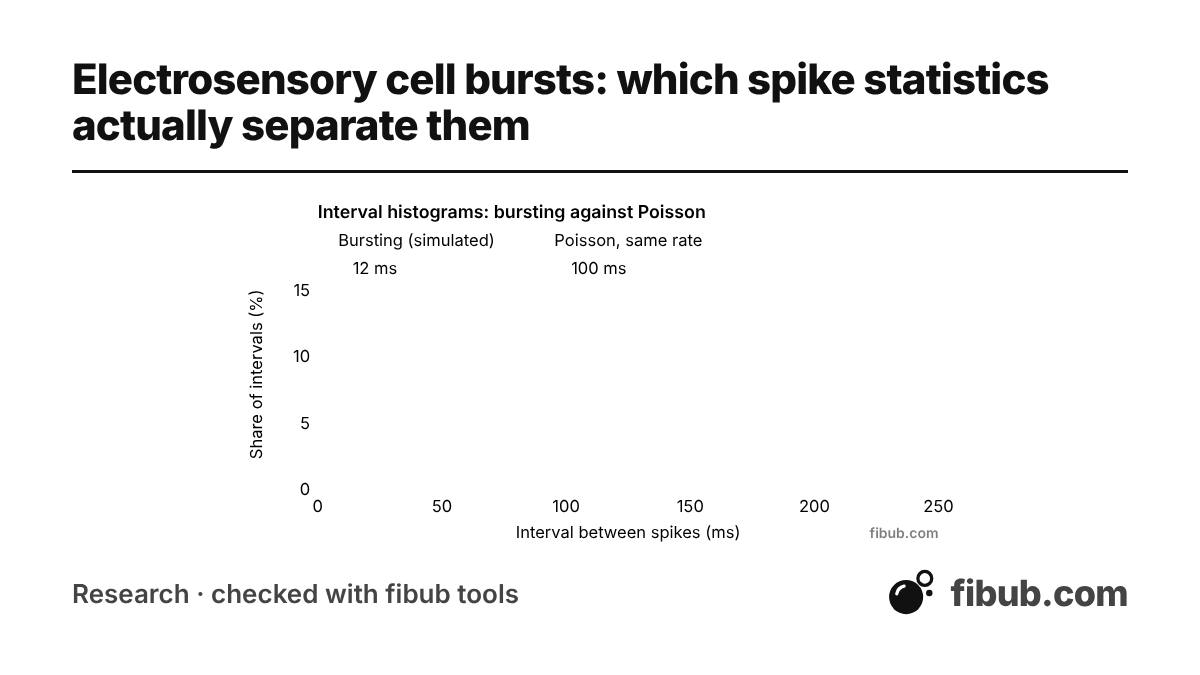 Electrosensory cell bursts: which spike statistics
actually separate them
Interval histograms: bursting against Poisson
Bursting (simulated) Poisson, same rate
12 ms 100 ms
Share of intervals (%)
15
10
5
0
0 50 100 150 200 250
Interval between spikes (ms)
fibub.com
Research · checked with fibub tools
fibub.com